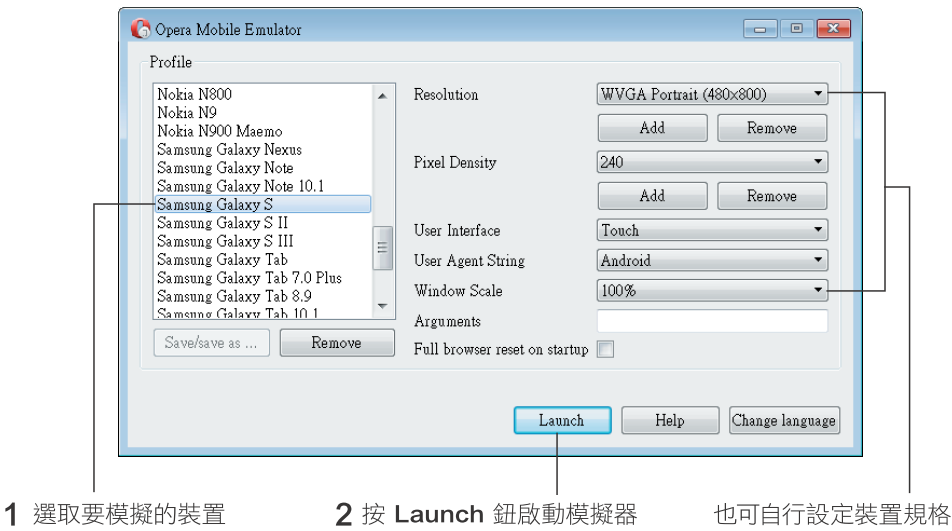 Opera Mobile Emulator
Profile
Nokia N800
Nokia N9
Nokia N900 Maemo
Samsung Galaxy Nexus
Samsung Galaxy Note
Samsung Galaxy Note 10.1
Samsung Galaxy S
Samsung Galaxy S II
Samsung Galaxy S III
Samsung Galaxy Tab
Samsung Galaxy Tab 7.0 Plus
Samsung Galaxy Tab 8.9
Samsung Galaxy Tab 10.1
Save/save as ... Remove
Resolution WVGA Portrait (480×800)
Add Remove
Pixel Density 240
Add Remove
User Interface Touch
User Agent String Android
Window Scale 100%
Arguments
Full browser reset on startup
Launch Help Change language
1 選取要模擬的裝置
2 按 Launch 鈕啟動模擬器
也可自行設定裝置規格